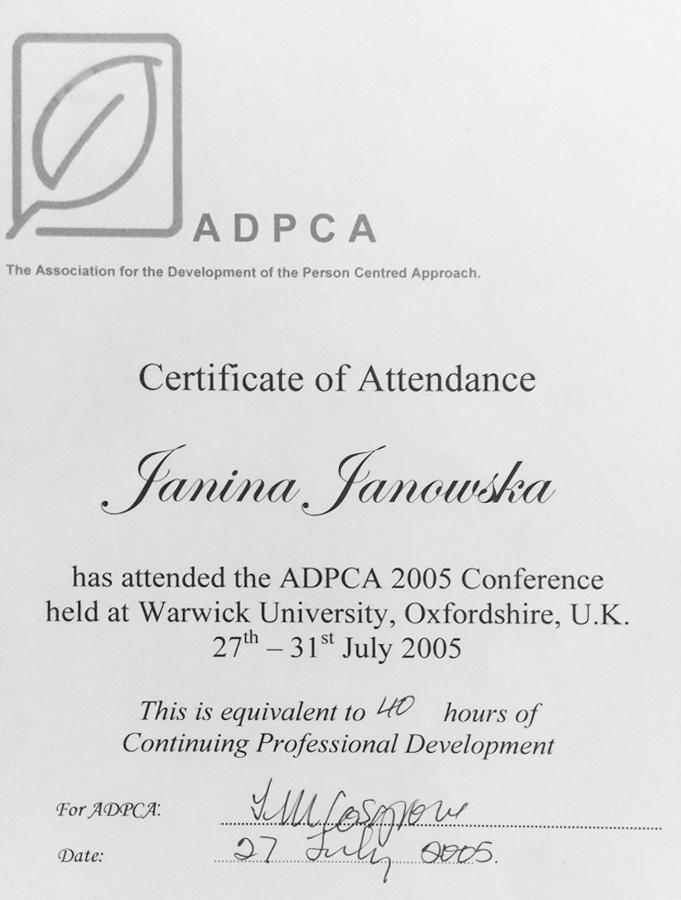 ADPCA
The Association for the Development of the Person Centred Approach.
Certificate of Attendance
Janina Janowska
has attended the ADPCA 2005 Conference
held at Warwick University, Oxfordshire, U.K.
27th – 31st July 2005
This is equivalent to 40 hours of
Continuing Professional Development
For ADPCA:
Date: 27 July 2005.